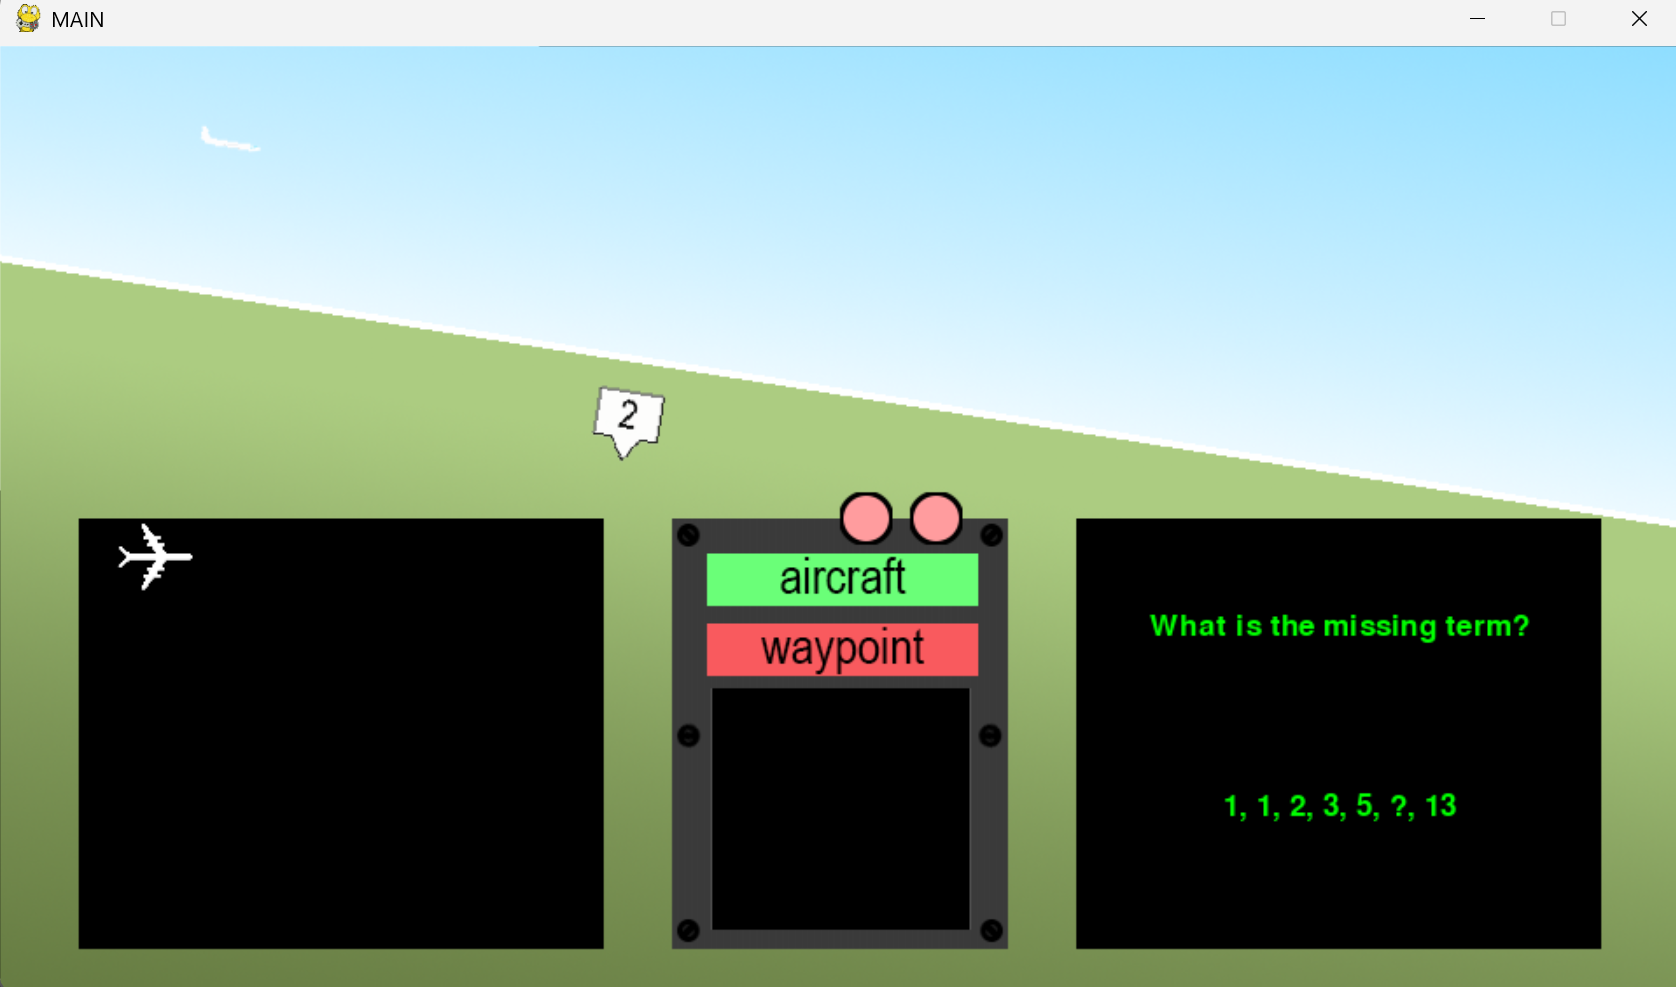 MAIN
2
aircraft
waypoint
What is the missing term?
1, 1, 2, 3, 5, ?, 13